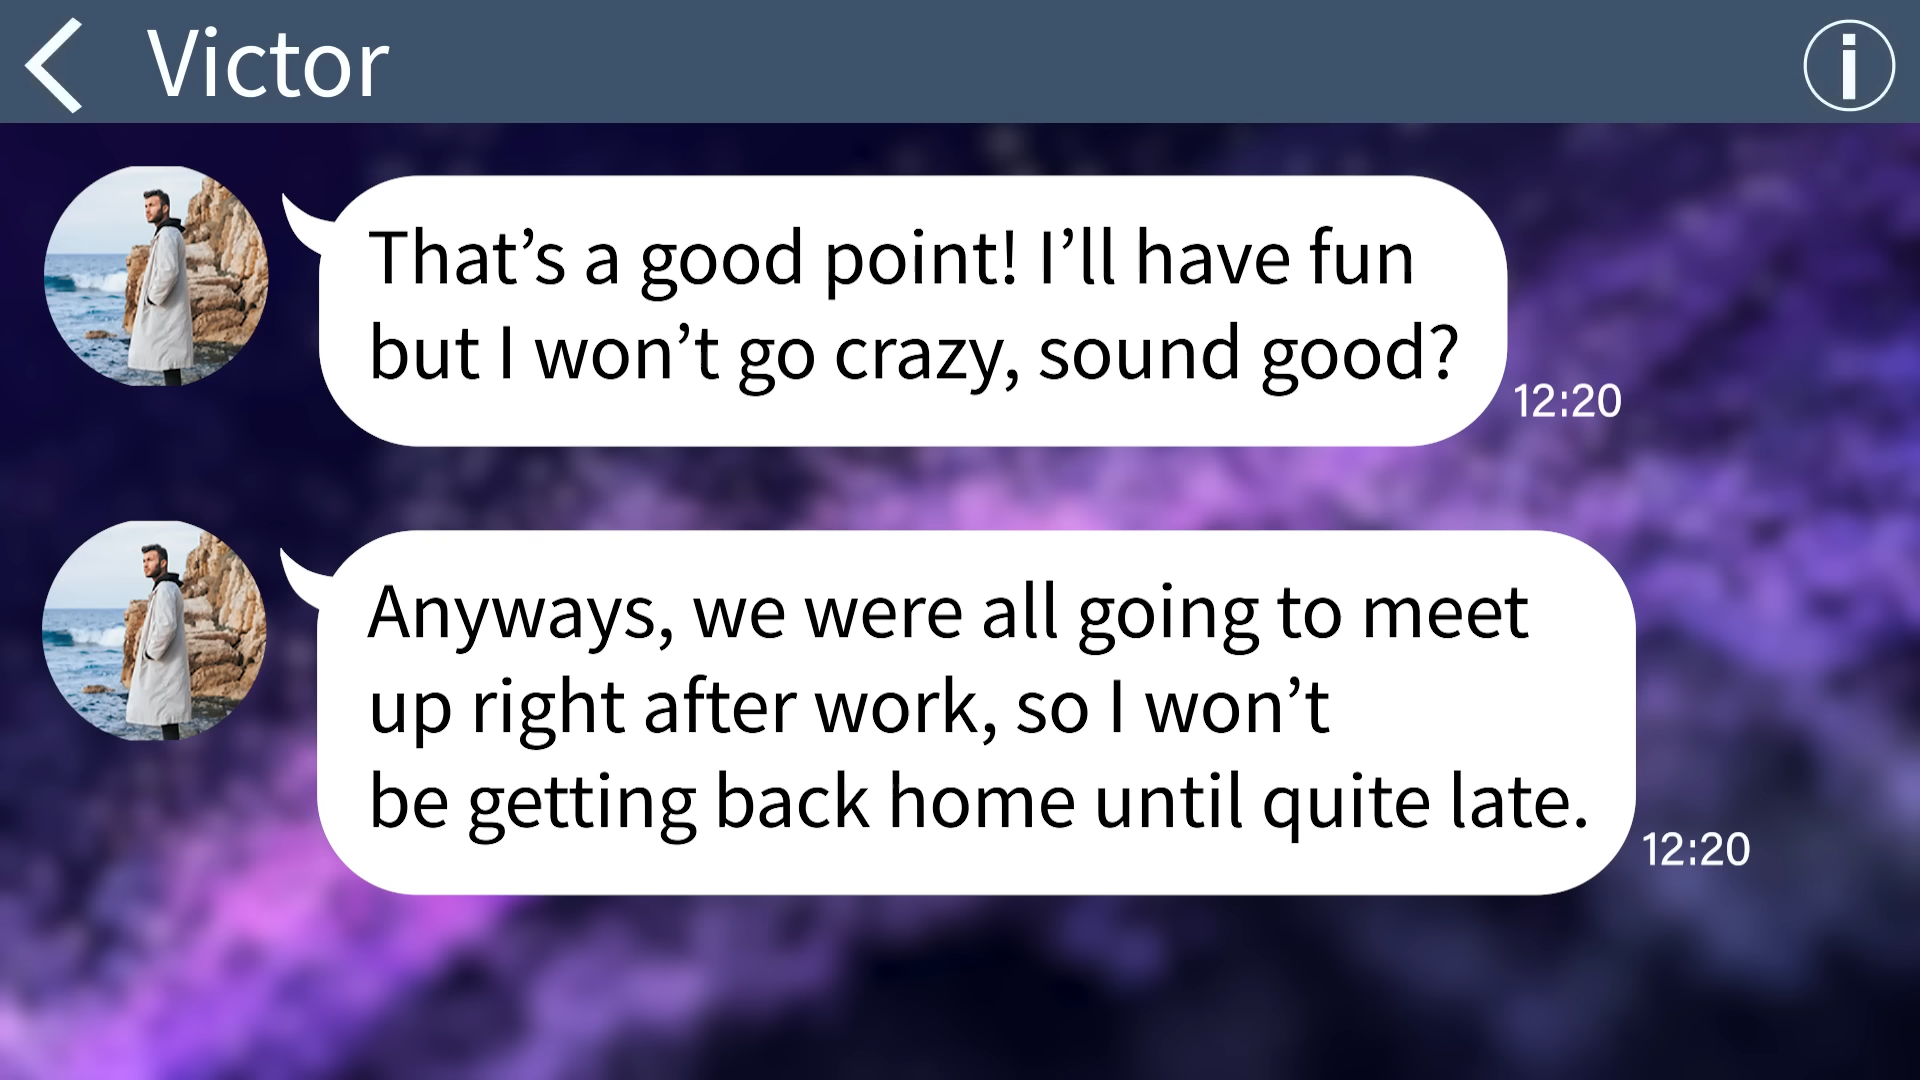 Victor
That’s a good point! I’ll have fun
but I won’t go crazy, sound good?
12:20
Anyways, we were all going to meet
up right after work, so I won’t
be getting back home until quite late.
12:20